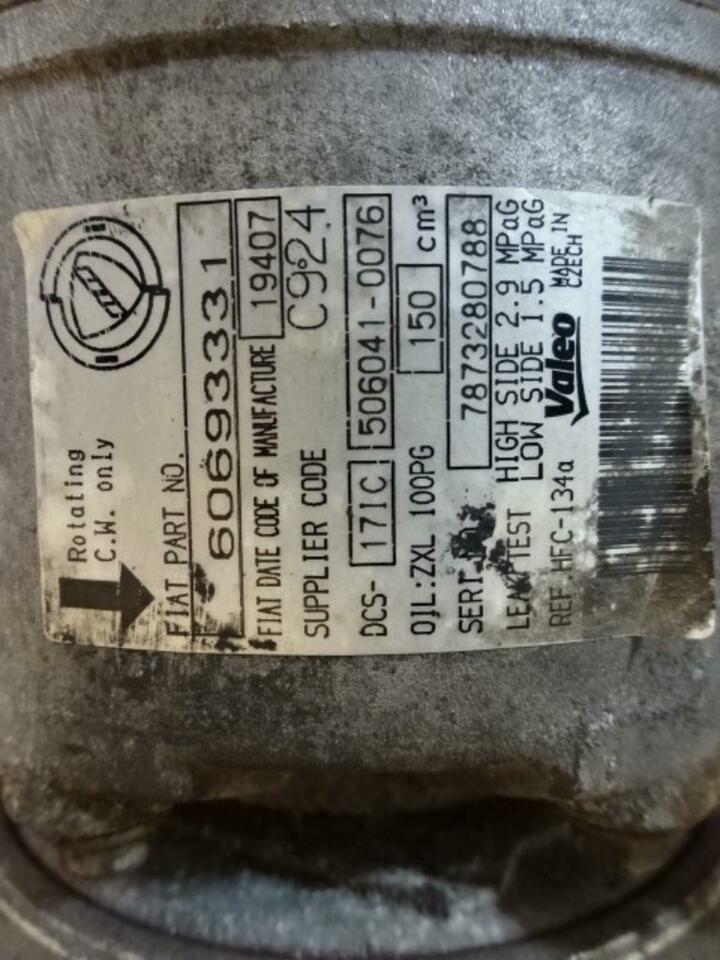 Rotating
C.W. only
FIAT
FIAT PART NO.
60693331
FIAT DATE CODE OF MANUFACTURE 19407
SUPPLIER CODE C924
DCS- 17IC 506041-0076
OIL:ZXL 100PG 150 cm³
7873280788
LEAK TEST HIGH SIDE 2.9 MPaG
LOW SIDE 1.5 MPaG
REF.HFC-134a Valeo MADE IN
CZECH